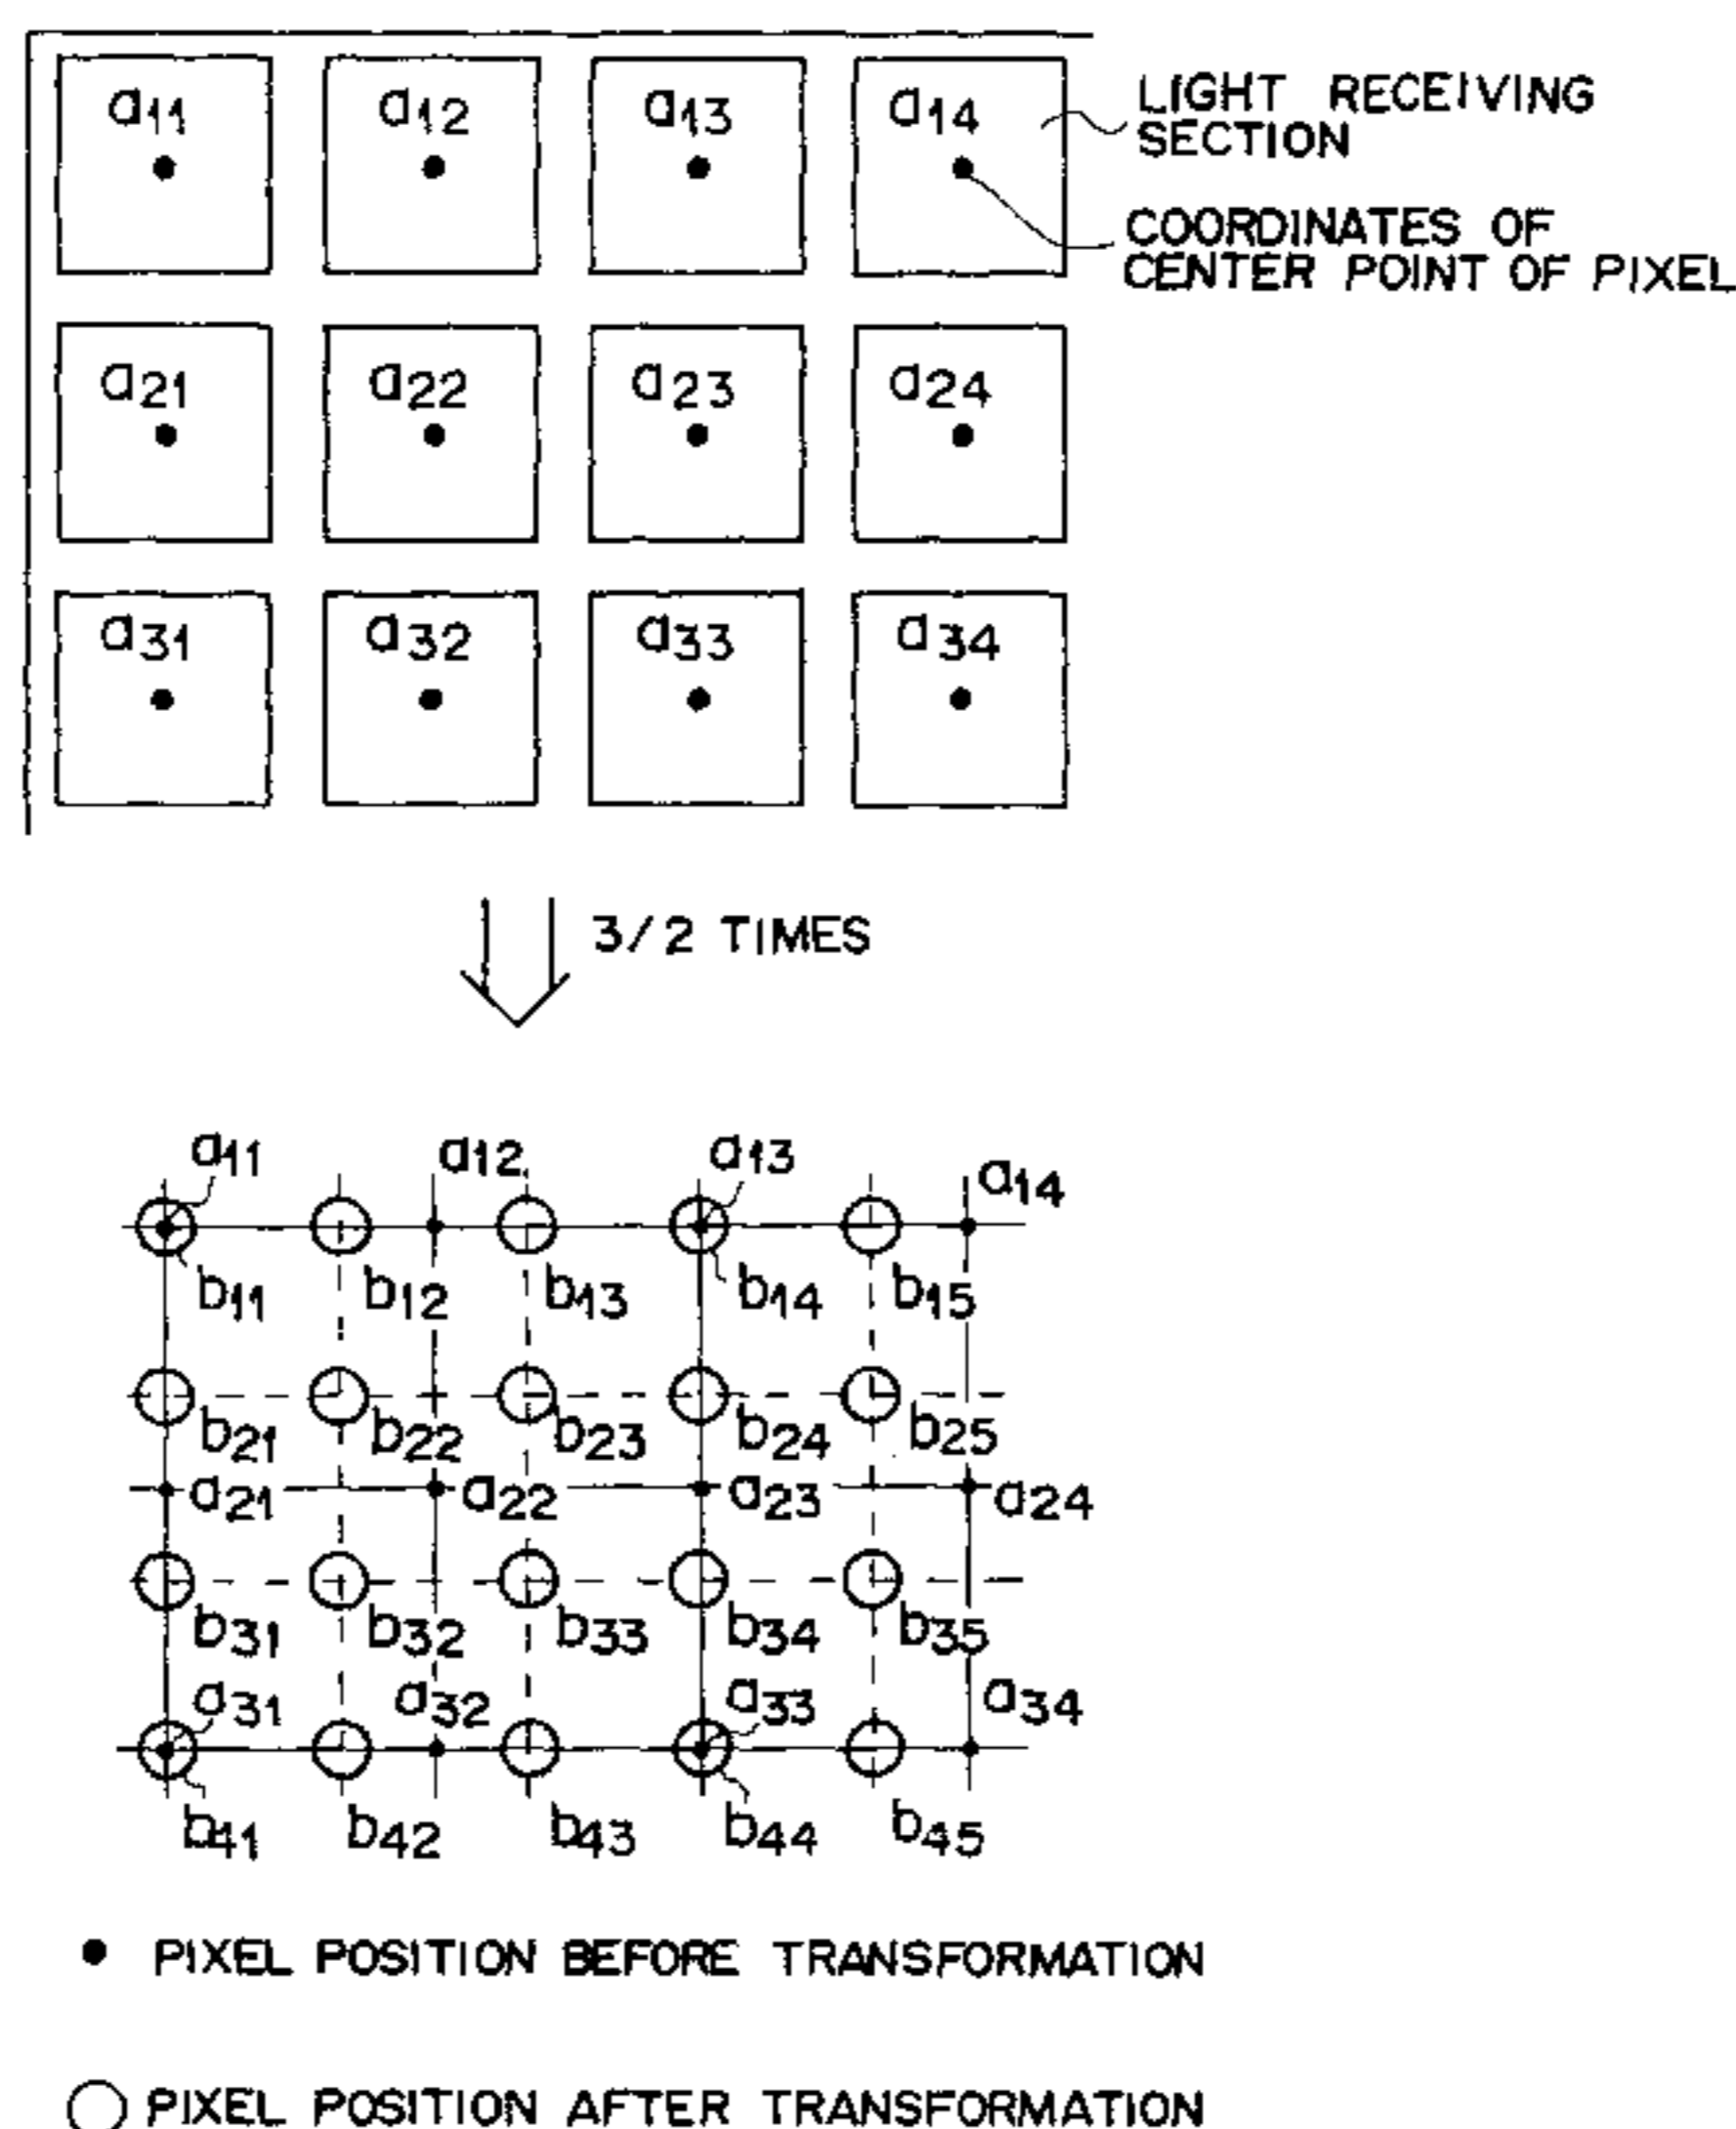 a11 a12 a13 a14 LIGHT RECEIVING
SECTION
COORDINATES OF
CENTER POINT OF PIXEL
a21 a22 a23 a24
a31 a32 a33 a34
3/2 TIMES
a11 a12 a13 a14
b11 b12 b13 b14 b15
b21 b22 b23 b24 b25
a21 a22 a23 a24
b31 b32 b33 b34 b35
a31 a32 a33 a34
b41 b42 b43 b44 b45
PIXEL POSITION BEFORE TRANSFORMATION
PIXEL POSITION AFTER TRANSFORMATION